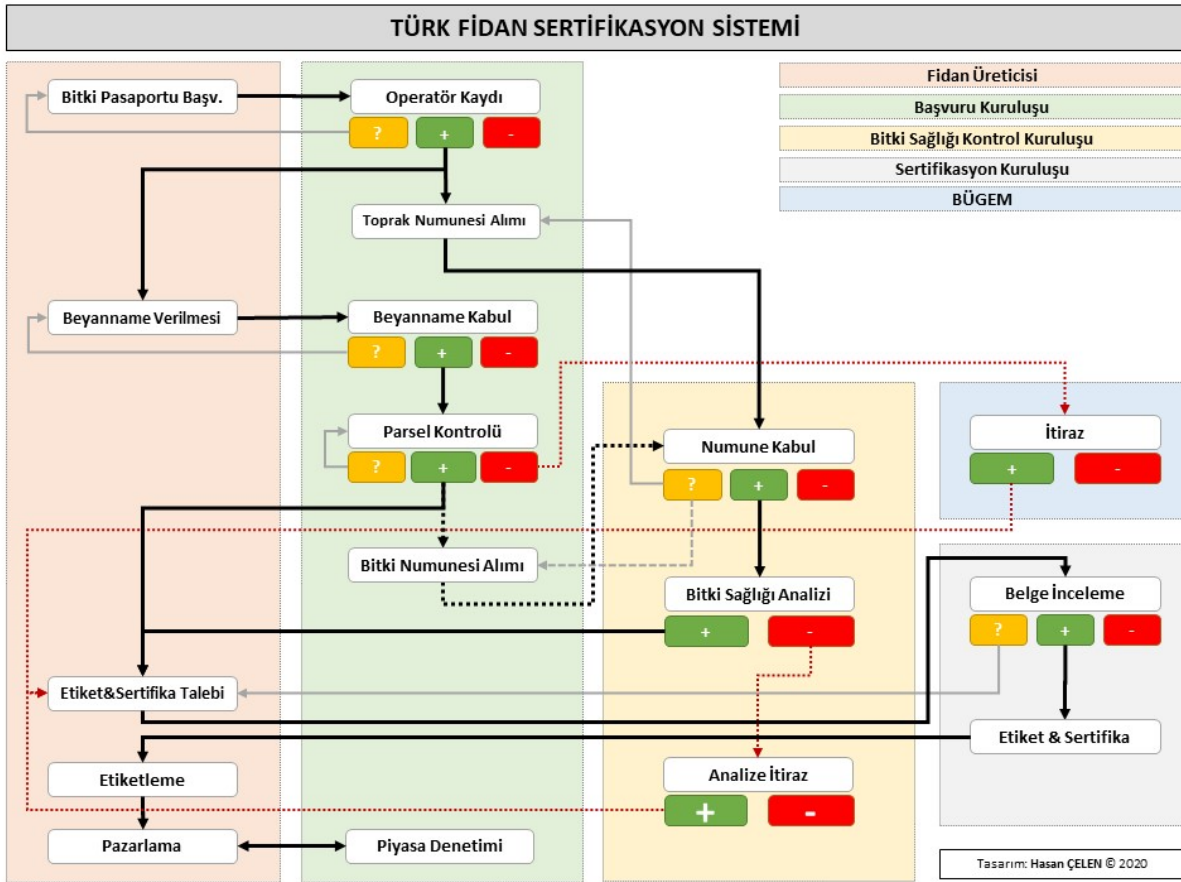 TÜRK FİDAN SERTİFİKASYON SİSTEMİ
Fidan Üreticisi
Başvuru Kuruluşu
Bitki Sağlığı Kontrol Kuruluşu
Sertifikasyon Kuruluşu
BÜGEM
Bitki Pasaportu Başv.
Operatör Kaydı
? + -
Toprak Numunesi Alımı
Beyanname Verilmesi
Beyanname Kabul
? + -
Parsel Kontrolü
? + -
Numune Kabul
? + -
İtiraz
+ -
Bitki Numunesi Alımı
Bitki Sağlığı Analizi
+ -
Belge İnceleme
? + -
Etiket&Sertifika Talebi
Etiket & Sertifika
Etiketleme
Analize İtiraz
+ -
Pazarlama
Piyasa Denetimi
Tasarım: Hasan ÇELEN © 2020